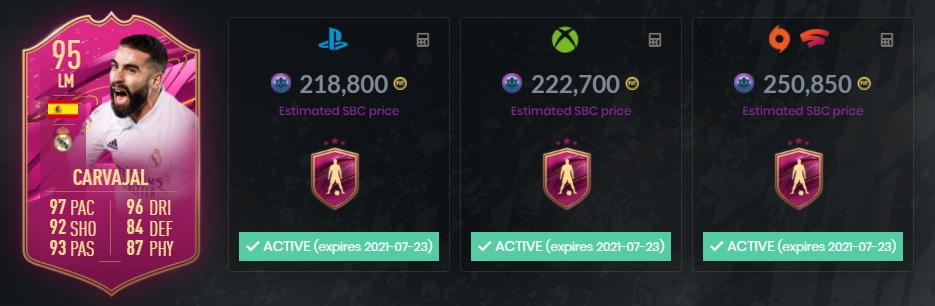 95
LM
CARVAJAL
97 PAC 96 DRI
92 SHO 84 DEF
93 PAS 87 PHY
218,800
Estimated SBC price
ACTIVE (expires 2021-07-23)
222,700
Estimated SBC price
ACTIVE (expires 2021-07-23)
250,850
Estimated SBC price
ACTIVE (expires 2021-07-23)